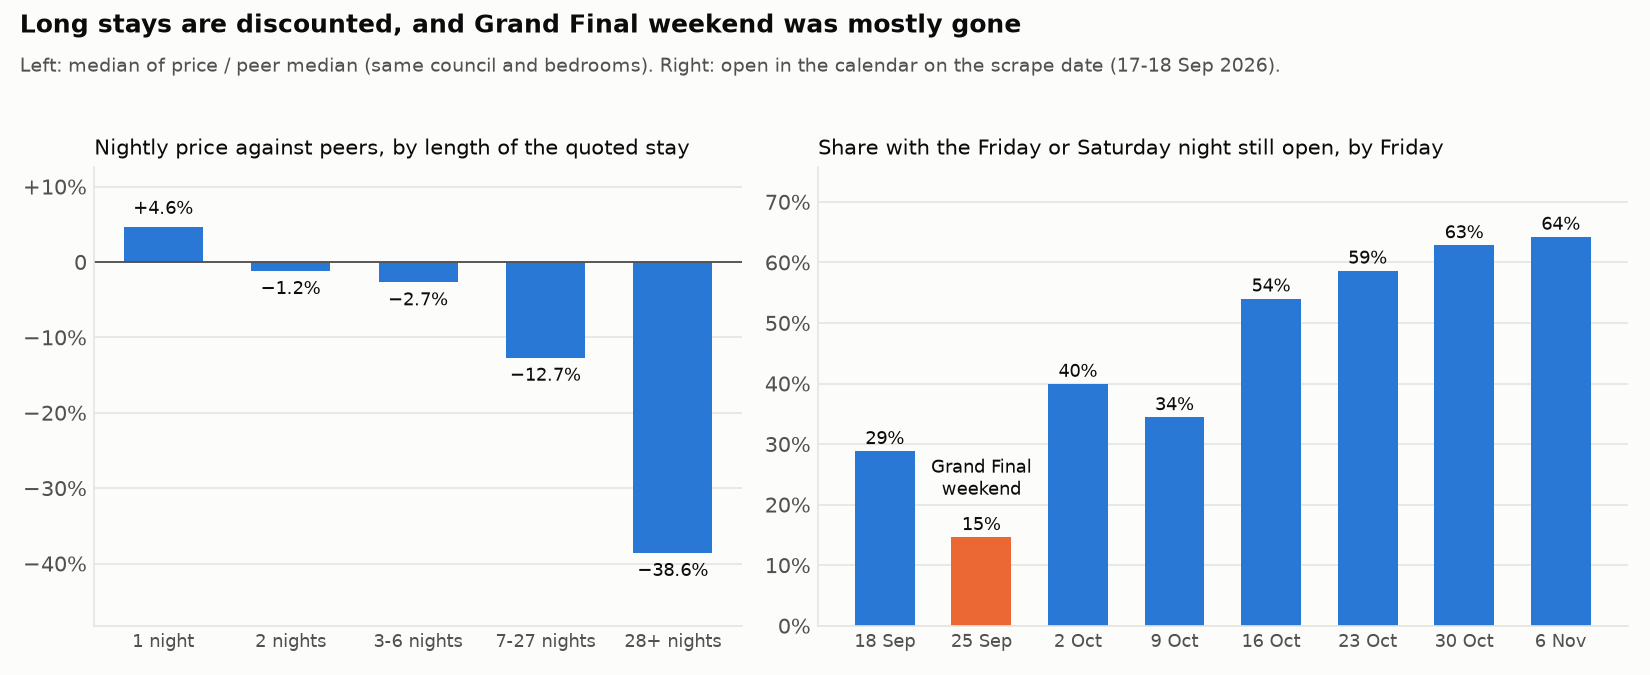 Long stays are discounted, and Grand Final weekend was mostly gone
Left: median of price / peer median (same council and bedrooms). Right: open in the calendar on the scrape date (17-18 Sep 2026).
Nightly price against peers, by length of the quoted stay
+10%
0
−10%
−20%
−30%
−40%
+4.6%
−1.2%
−2.7%
−12.7%
−38.6%
1 night
2 nights
3-6 nights
7-27 nights
28+ nights
Share with the Friday or Saturday night still open, by Friday
70%
60%
50%
40%
30%
20%
10%
0%
29%
Grand Final
weekend
15%
40%
34%
54%
59%
63%
64%
18 Sep
25 Sep
2 Oct
9 Oct
16 Oct
23 Oct
30 Oct
6 Nov